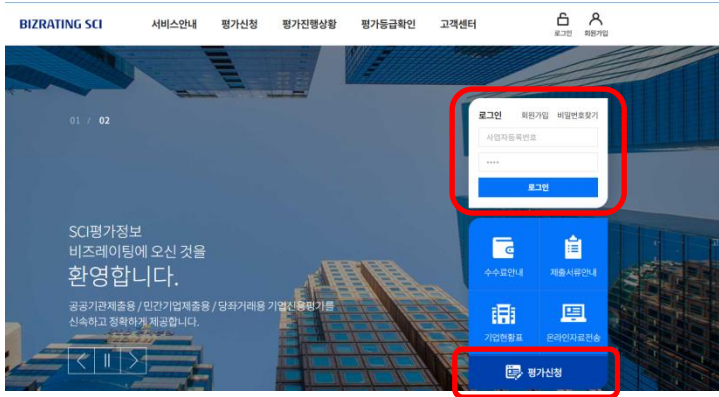 BIZRATING SCI 서비스안내 평가신청 평가진행상황 평가등급확인 고객센터 로그인 회원가입
01 / 02
로그인 회원가입 비밀번호찾기
사업자등록번호
····
로그인
SCI평가정보
비즈레이팅에 오신 것을
환영합니다.
공공기관제출용 / 민간기업제출용 / 당좌거래용 기업신용평가를
신속하고 정확하게 제공합니다.
수수료안내 제출서류안내
기업현황표 온라인자료전송
평가신청